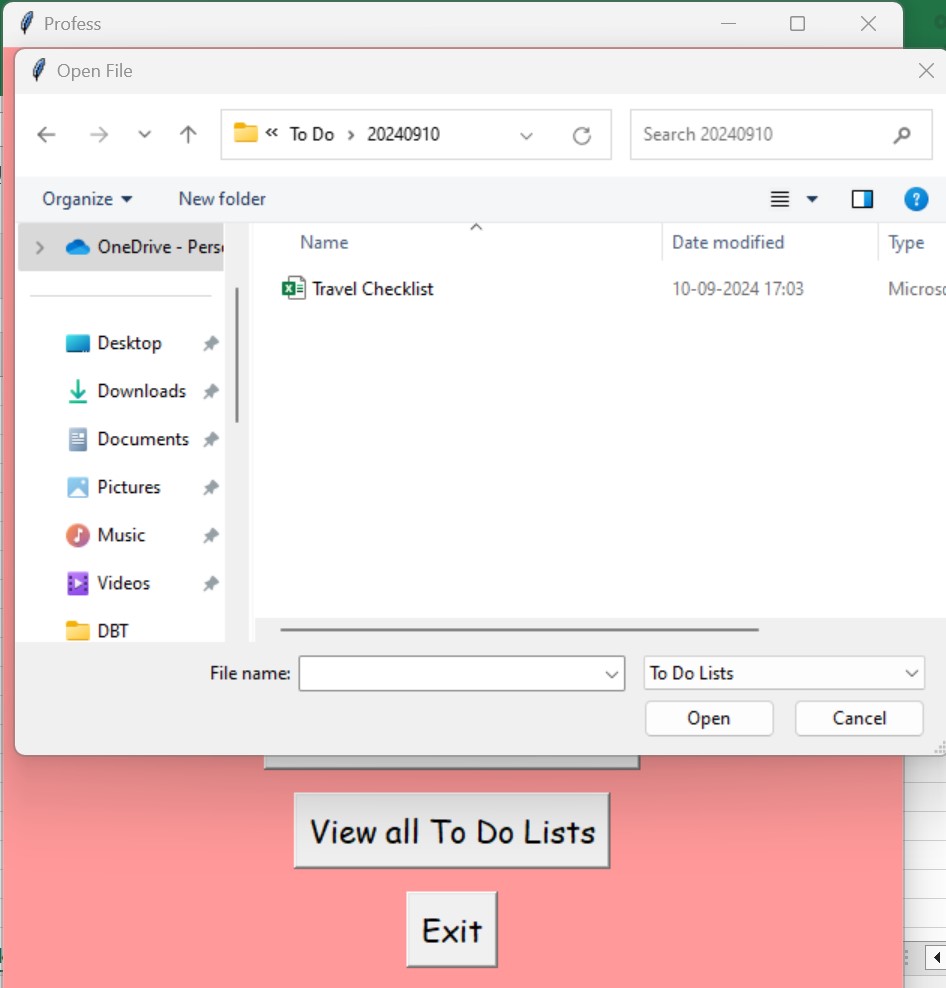 Profess
Open File
« To Do > 20240910
Search 20240910
Organize
New folder
?
OneDrive - Pers
Name
Date modified
Type
Travel Checklist
10-09-2024 17:03
Microso
Desktop
Downloads
Documents
Pictures
Music
Videos
DBT
File name:
To Do Lists
Open
Cancel
View all To Do Lists
Exit